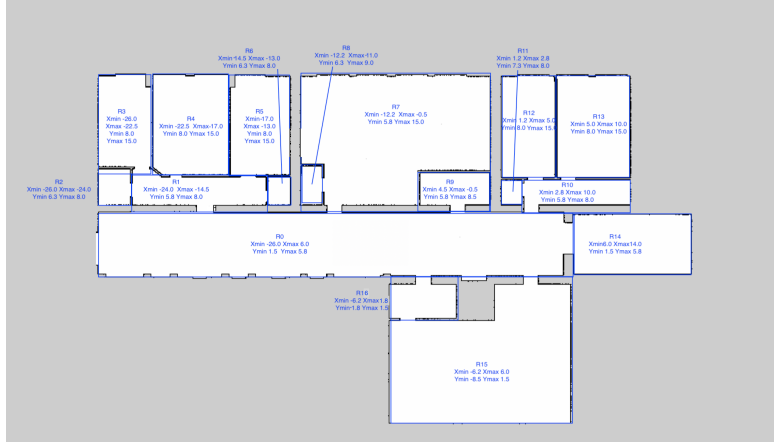 R6
Xmin-14.5 Xmax -13.0
Ymin 6.3 Ymax 8.0
R8
Xmin -12.2 Xmax-11.0
Ymin 6.3 Ymax 9.0
R11
Xmin 1.2 Xmax 2.8
Ymin 7.3 Ymax 8.0
R3
Xmin -26.0
Xmax -22.5
Ymin 8.0
Ymax 15.0
R4
Xmin -22.5 Xmax-17.0
Ymin 8.0 Ymax 15.0
R5
Xmin-17.0
Xmax -13.0
Ymin 8.0
Ymax 15.0
R7
Xmin -12.2 Xmax -0.5
Ymin 5.8 Ymax 15.0
R12
Xmin 1.2 Xmax 5.0
Ymin 8.0 Ymax 15.0
R13
Xmin 5.0 Xmax 10.0
Ymin 8.0 Ymax 15.0
R2
Xmin -26.0 Xmax -24.0
Ymin 6.3 Ymax 8.0
R1
Xmin -24.0 Xmax -14.5
Ymin 5.8 Ymax 8.0
R9
Xmin 4.5 Xmax -0.5
Ymin 5.8 Ymax 8.5
R10
Xmin 2.8 Xmax 10.0
Ymin 5.8 Ymax 8.0
R0
Xmin -26.0 Xmax 6.0
Ymin 1.5 Ymax 5.8
R14
Xmin6.0 Xmax14.0
Ymin 1.5 Ymax 5.8
R16
Xmin -6.2 Xmax1.8
Ymin-1.8 Ymax 1.5
R15
Xmin -6.2 Xmax 6.0
Ymin -8.5 Ymax 1.5